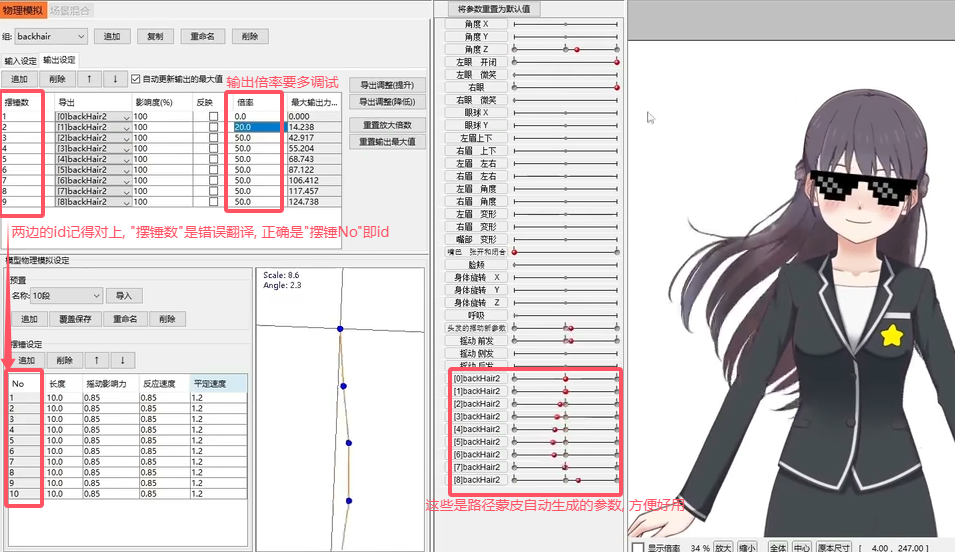 物理模拟 场景混合
组: backhair 追加 复制 重命名 删除
输入设定 输出设定
追加 删除 ↑ ↓ 自动更新输出的最大值 输出倍率要多调试
导出调整(提升)
导出调整(降低))
重置放大倍数
重置输出最大值
摆锤数 导出 影响度(%) 反映 倍率 最大输出力...
1 [0]backHair2 100 0.0 0.000
2 [1]backHair2 100 20.0 14.238
3 [2]backHair2 100 50.0 42.917
4 [3]backHair2 100 50.0 55.204
5 [4]backHair2 100 50.0 68.743
6 [5]backHair2 100 50.0 87.122
7 [6]backHair2 100 50.0 106.412
8 [7]backHair2 100 50.0 117.457
9 [8]backHair2 100 50.0 124.738
两边的id记得对上, "摆锤数"是错误翻译, 正确是"摆锤No"即id
模型物理模拟设定
预置
名称: 10段 导入
追加 覆盖保存 重命名 删除
摆锤设定
追加 删除 ↑ ↓
No 长度 摇动影响力 反应速度 平定速度
1 10.0 0.85 0.85 1.2
2 10.0 0.85 0.85 1.2
3 10.0 0.85 0.85 1.2
4 10.0 0.85 0.85 1.2
5 10.0 0.85 0.85 1.2
6 10.0 0.85 0.85 1.2
7 10.0 0.85 0.85 1.2
8 10.0 0.85 0.85 1.2
9 10.0 0.85 0.85 1.2
10 10.0 0.85 0.85 1.2
Scale: 8.6
Angle: 2.3
将参数重置为默认值
角度 X
角度 Y
角度 Z
左眼 开闭
左眼 微笑
右眼
右眼 微笑
眼球 X
眼球 Y
左眉上下
右眉 上下
左眉 左右
右眉 左右
左眉 角度
右眉 角度
左眉 变形
右眉 变形
嘴部 变形
嘴巴 张开和闭合
脸颊
身体旋转 X
身体旋转 Y
身体旋转 Z
呼吸
头发的摇动新参数
摇动 前发
摇动 侧发
摇动 后发
[0]backHair2
[1]backHair2
[2]backHair2
[3]backHair2
[4]backHair2
[5]backHair2
[6]backHair2
[7]backHair2
[8]backHair2
这些是路径蒙皮自动生成的参数, 方便好用
显示倍率 34 % 放大 缩小 全体 中心 原本尺寸 [ 4.00 , 247.00 ]